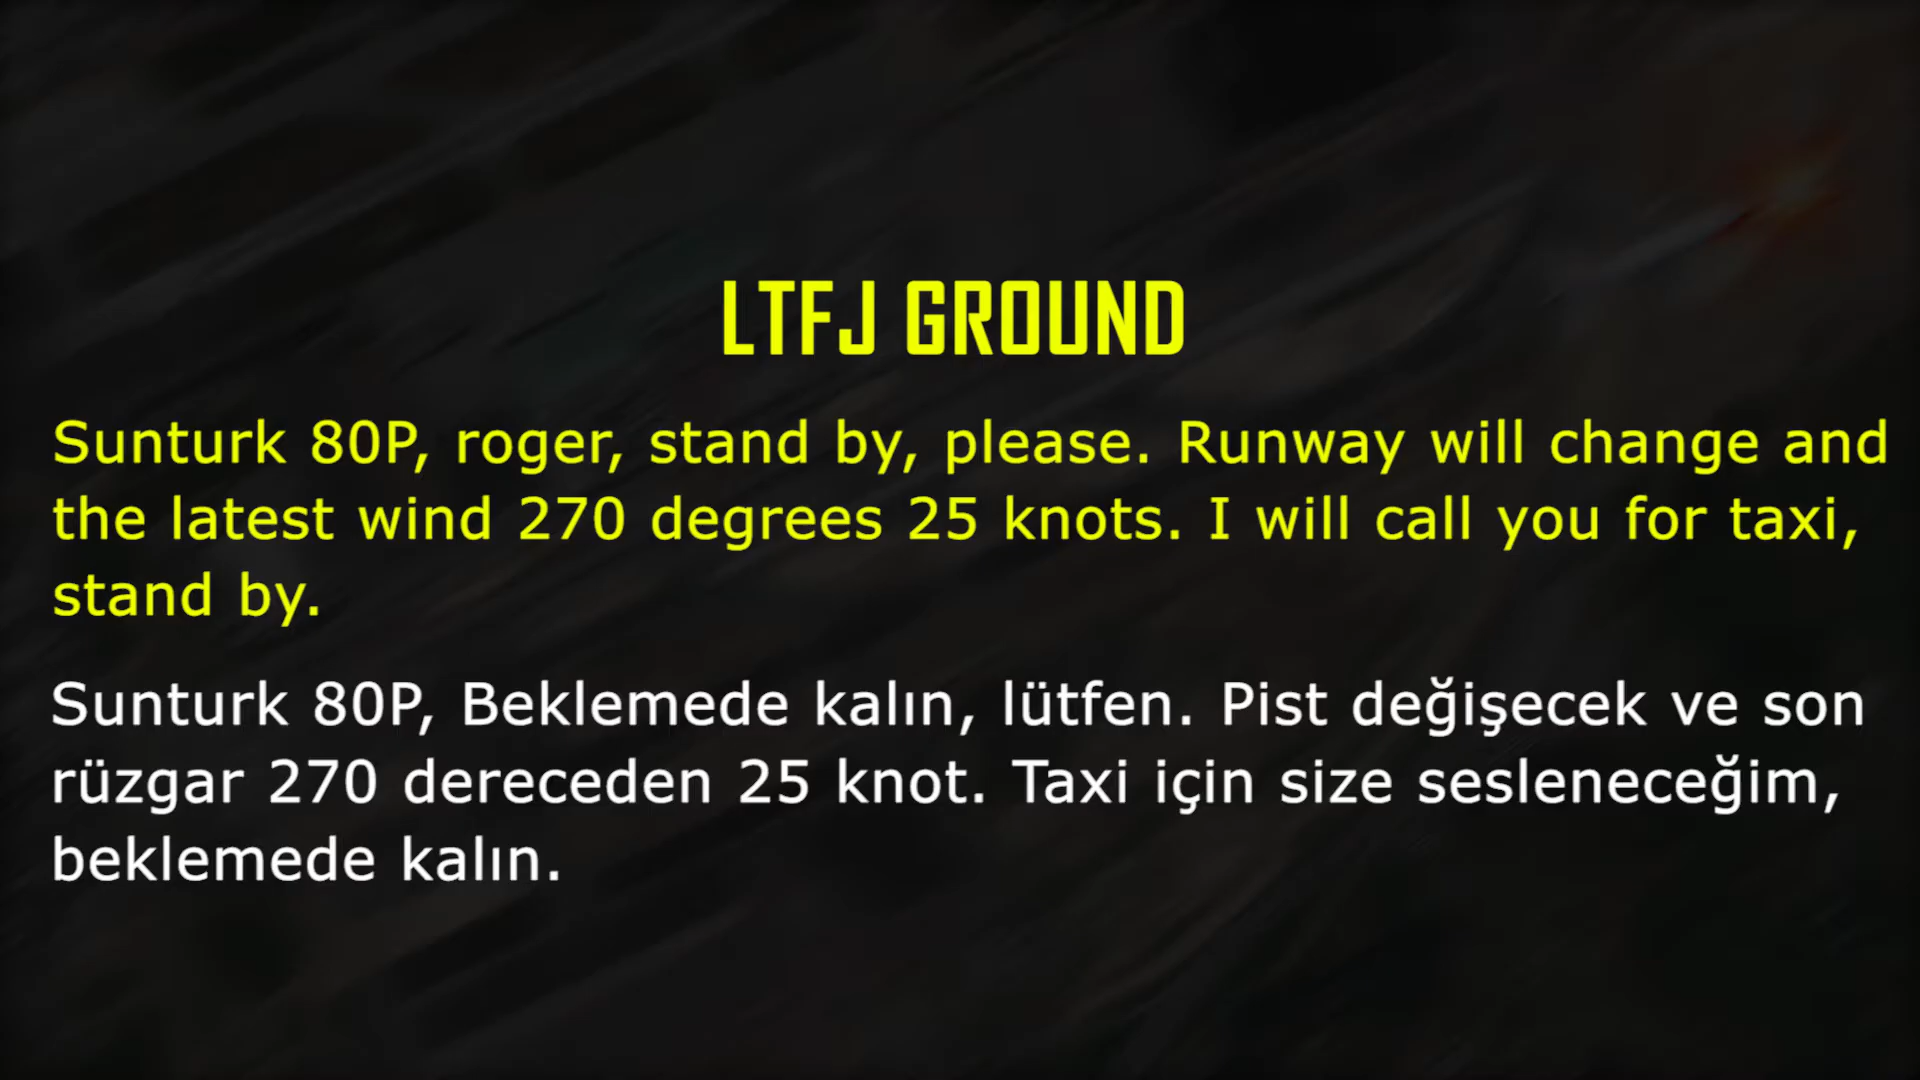 LTFJ GROUND
Sunturk 80P, roger, stand by, please. Runway will change and
the latest wind 270 degrees 25 knots. I will call you for taxi,
stand by.
Sunturk 80P, Beklemede kalın, lütfen. Pist değişecek ve son
rüzgar 270 dereceden 25 knot. Taxi için size sesleneceğim,
beklemede kalın.